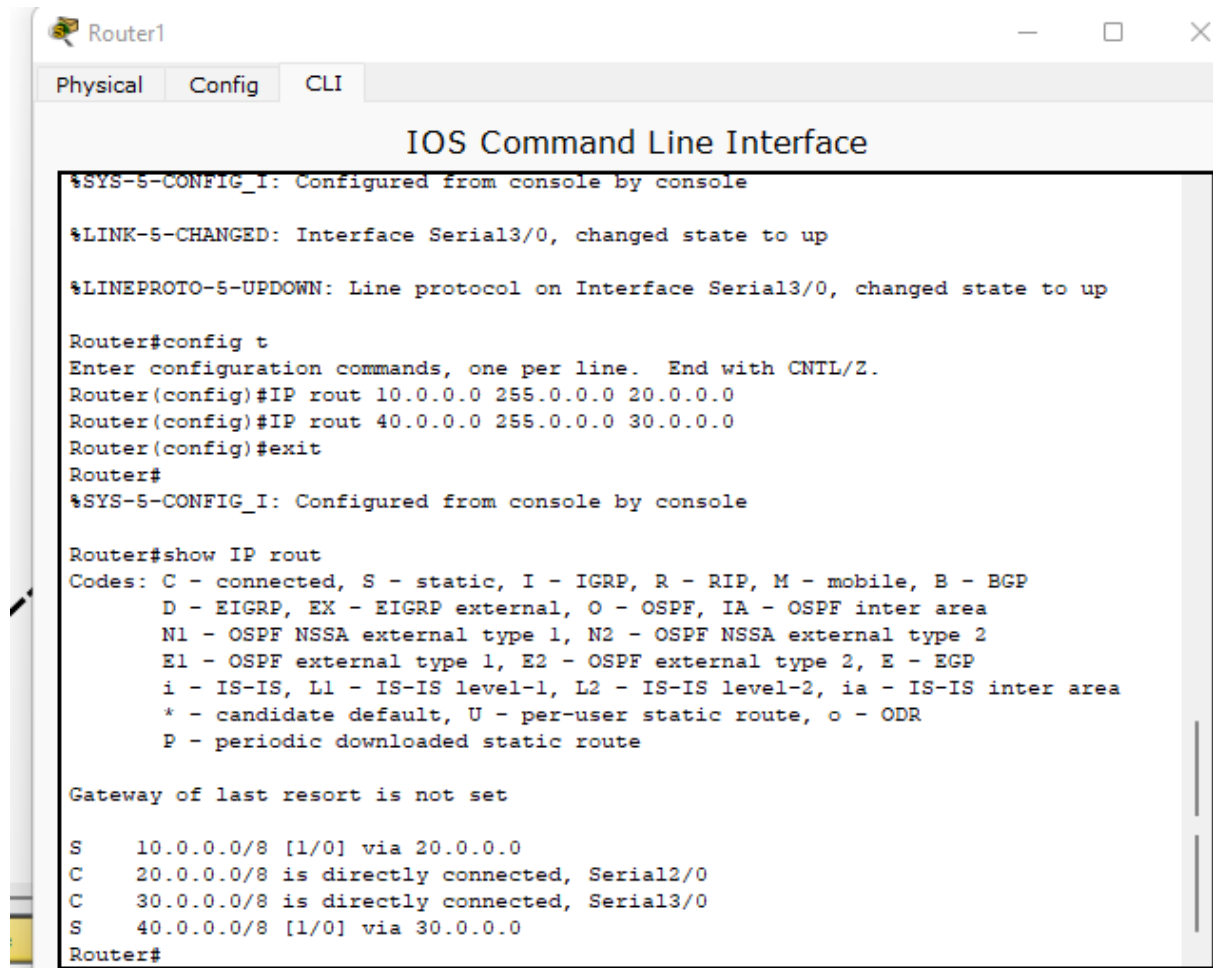 Router1
Physical Config CLI
IOS Command Line Interface
%SYS-5-CONFIG_I: Configured from console by console
%LINK-5-CHANGED: Interface Serial3/0, changed state to up
%LINEPROTO-5-UPDOWN: Line protocol on Interface Serial3/0, changed state to up
Router#config t
Enter configuration commands, one per line.  End with CNTL/Z.
Router(config)#IP rout 10.0.0.0 255.0.0.0 20.0.0.0
Router(config)#IP rout 40.0.0.0 255.0.0.0 30.0.0.0
Router(config)#exit
Router#
%SYS-5-CONFIG_I: Configured from console by console
Router#show IP rout
Codes: C - connected, S - static, I - IGRP, R - RIP, M - mobile, B - BGP
D - EIGRP, EX - EIGRP external, O - OSPF, IA - OSPF inter area
N1 - OSPF NSSA external type 1, N2 - OSPF NSSA external type 2
E1 - OSPF external type 1, E2 - OSPF external type 2, E - EGP
i - IS-IS, L1 - IS-IS level-1, L2 - IS-IS level-2, ia - IS-IS inter area
* - candidate default, U - per-user static route, o - ODR
P - periodic downloaded static route
Gateway of last resort is not set
S    10.0.0.0/8 [1/0] via 20.0.0.0
C    20.0.0.0/8 is directly connected, Serial2/0
C    30.0.0.0/8 is directly connected, Serial3/0
S    40.0.0.0/8 [1/0] via 30.0.0.0
Router#